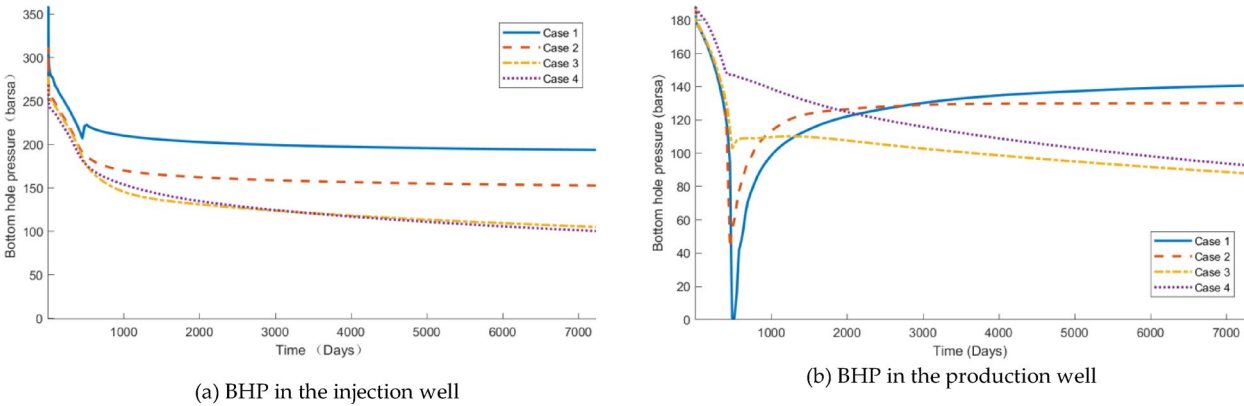 350
300
250
200
150
100
50
0
Bottom hole pressure（barsa）
Case 1
Case 2
Case 3
Case 4
1000 2000 3000 4000 5000 6000 7000
Time （Days）
(a) BHP in the injection well
180
160
140
120
100
80
60
40
20
0
Bottom hole pressure (barsa)
Case 1
Case 2
Case 3
Case 4
1000 2000 3000 4000 5000 6000 7000
Time (Days)
(b) BHP in the production well